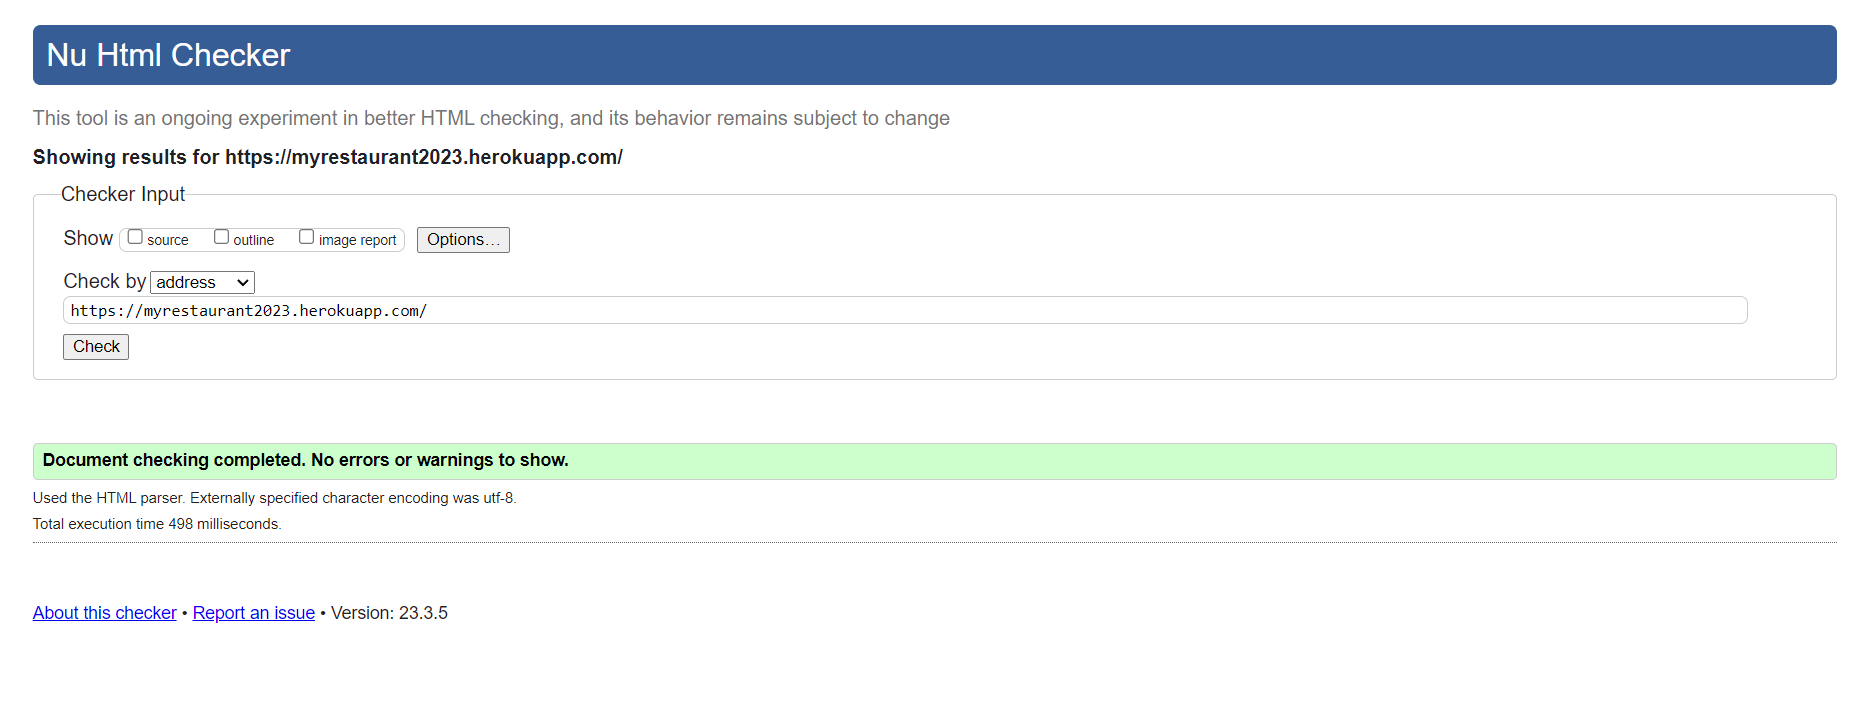 Nu Html Checker
This tool is an ongoing experiment in better HTML checking, and its behavior remains subject to change
Showing results for https://myrestaurant2023.herokuapp.com/
Checker Input
Show source outline image report Options...
Check by address
https://myrestaurant2023.herokuapp.com/
Check
Document checking completed. No errors or warnings to show.
Used the HTML parser. Externally specified character encoding was utf-8.
Total execution time 498 milliseconds.
About this checker • Report an issue • Version: 23.3.5